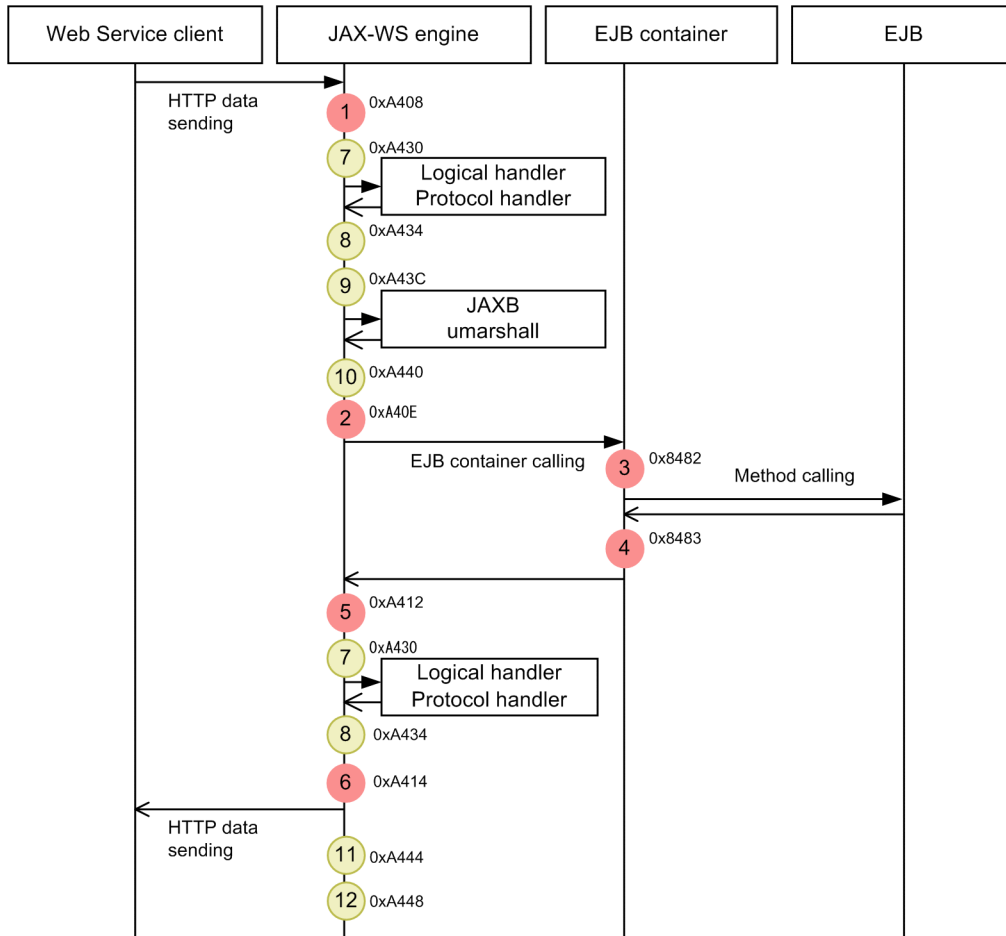 Web Service client
JAX-WS engine
EJB container
EJB
HTTP data
sending
1 0xA408
7 0xA430
Logical handler
Protocol handler
8 0xA434
9 0xA43C
JAXB
umarshall
10 0xA440
2 0xA40E
EJB container calling
3 0x8482
Method calling
4 0x8483
5 0xA412
7 0xA430
Logical handler
Protocol handler
8 0xA434
6 0xA414
HTTP data
sending
11 0xA444
12 0xA448